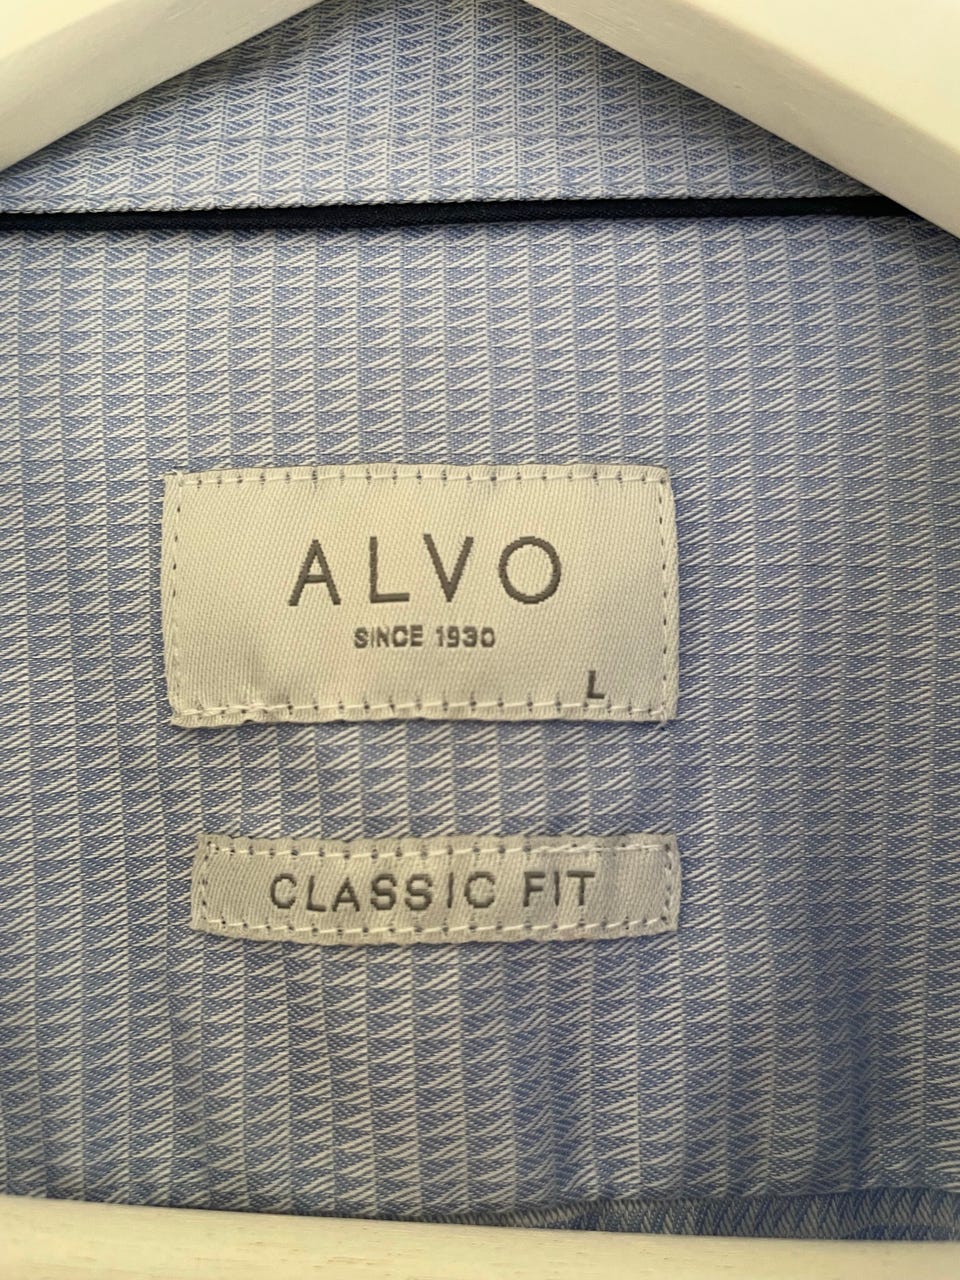 ALVO
SINCE 1930
L
CLASSIC FIT